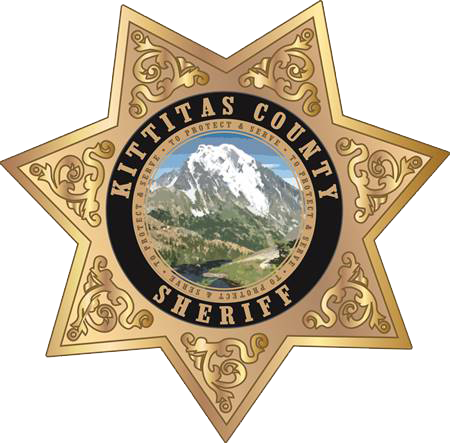 KITTITAS COUNTY
TO PROTECT & SERVE · TO PROTECT & SERVE · TO PROTECT & SERVE · TO PROTECT & SERVE ·
SHERIFF